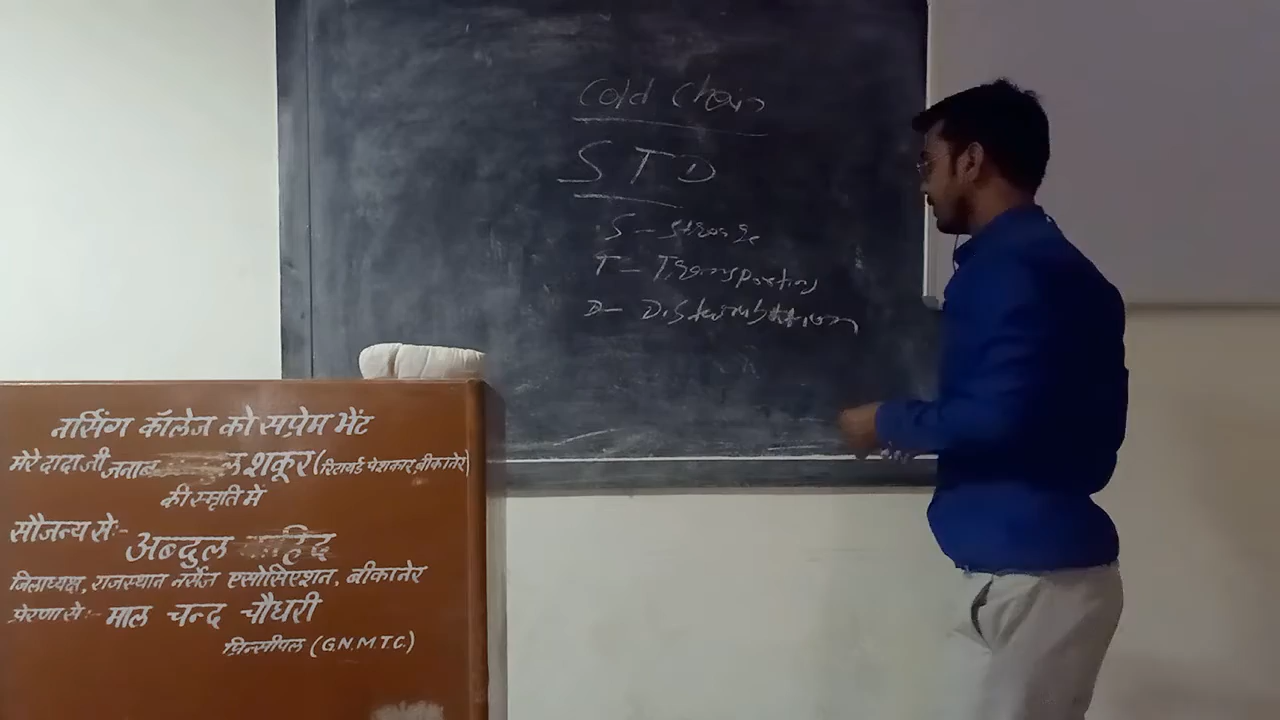 Cold Chain
STD
S - Storage
T - Transporting
D - Disturibution
नर्सिंग कॉलेज को सप्रेम भेंट
मेरे दादाजी जनाब शकूर (रिटायर्ड पेशकार, बीकानेर)
की स्मृति में
सौजन्य से:-
अब्दुल
जिलाध्यक्ष, राजस्थान नर्सेज एसोसिएशन, बीकानेर
प्रेरणा से:- माल चन्द चौधरी
प्रिन्सीपल (G.N.M.T.C.)